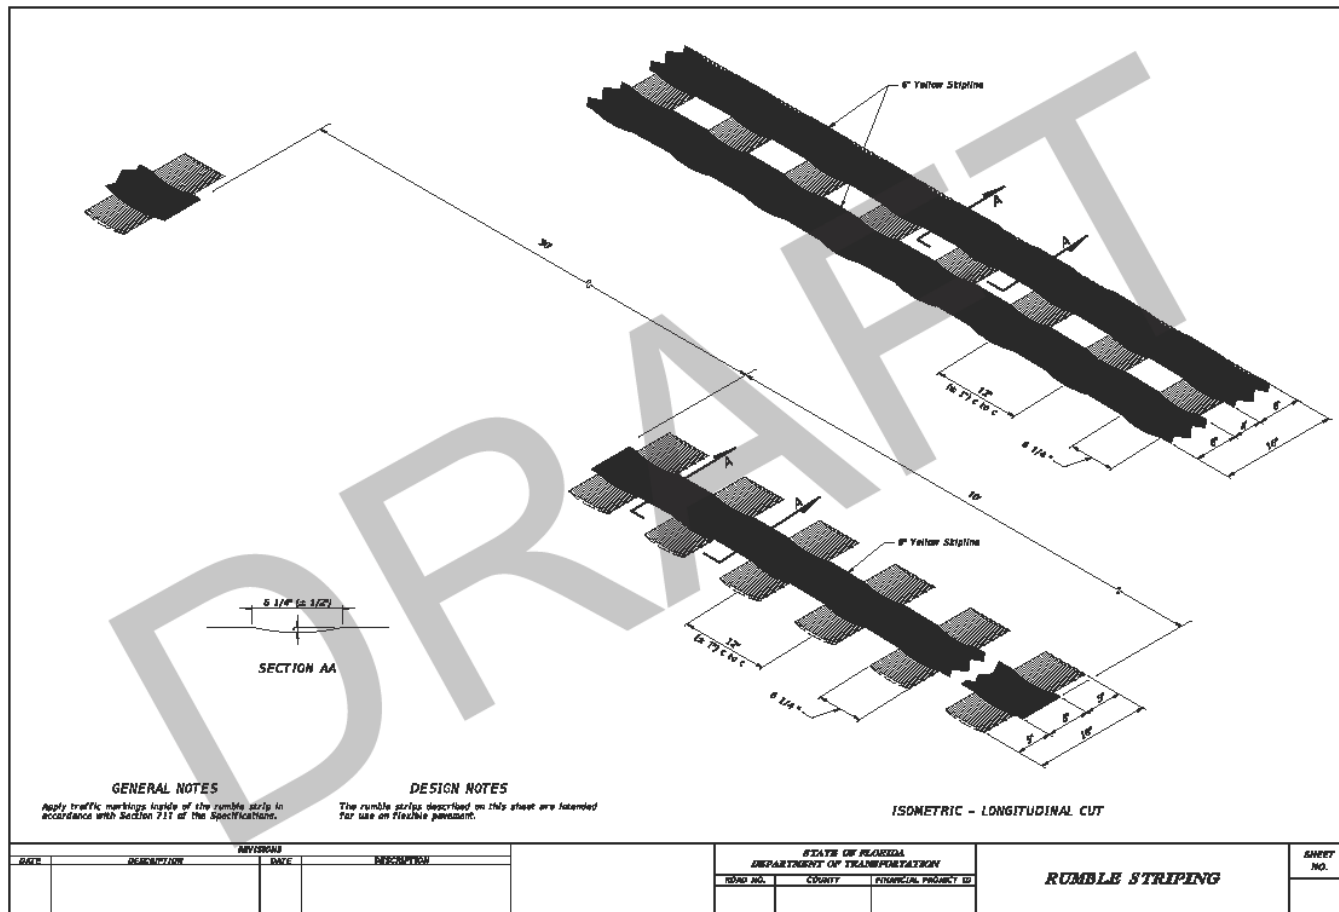 6" Yellow Skipline
A
A
30'
12"
(± 1") c to c
6 1/4"
6"
4"
6"
16"
A
A
10'
6" Yellow Skipline
12"
(± 1") c to c
6 1/4"
5"
6"
5"
16"
6 1/4" (± 1/2")
SECTION AA
DRAFT
GENERAL NOTES
Apply traffic markings inside of the rumble strip in
accordance with Section 711 of the Specifications.
DESIGN NOTES
The rumble strips described on this sheet are intended
for use on flexible pavement.
ISOMETRIC - LONGITUDINAL CUT
REVISIONS
DATE DESCRIPTION DATE DESCRIPTION
STATE OF FLORIDA
DEPARTMENT OF TRANSPORTATION
ROAD NO. COUNTY FINANCIAL PROJECT ID
RUMBLE STRIPING
SHEET
NO.